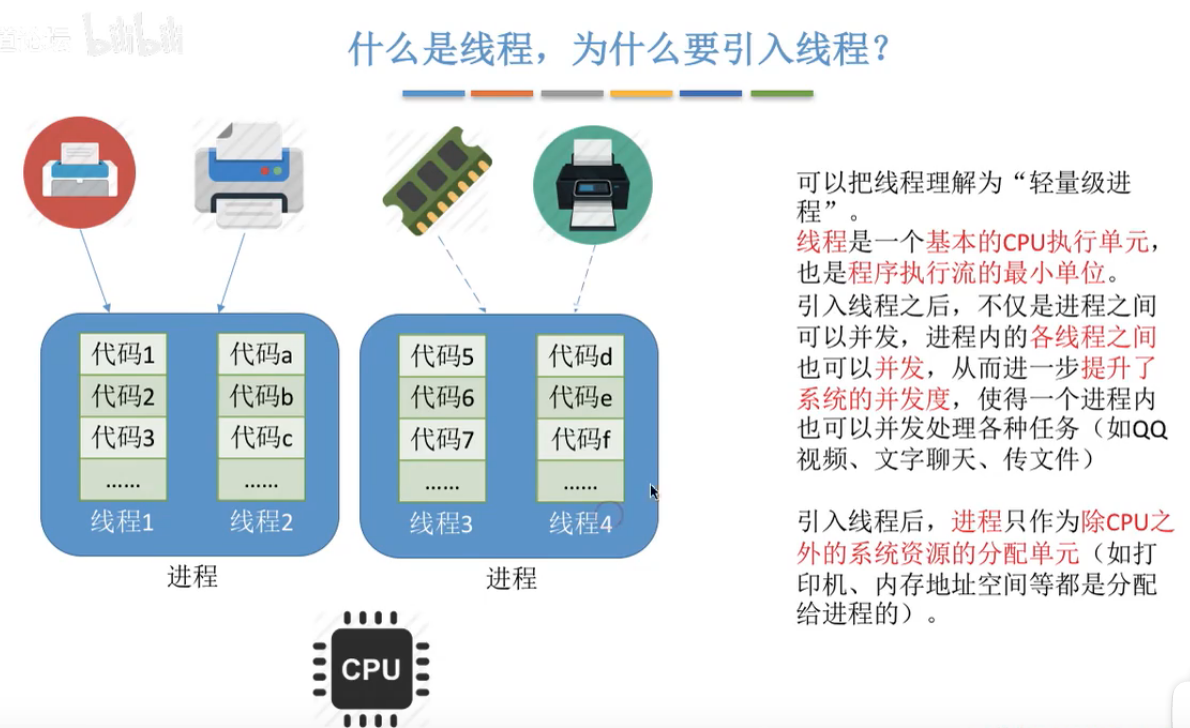 bilibili
什么是线程，为什么要引入线程？
可以把线程理解为“轻量级进
程”。
线程是一个基本的CPU执行单元，
也是程序执行流的最小单位。
引入线程之后，不仅是进程之间
可以并发，进程内的各线程之间
也可以并发，从而进一步提升了
系统的并发度，使得一个进程内
也可以并发处理各种任务（如QQ
视频、文字聊天、传文件）
引入线程后，进程只作为除CPU之
外的系统资源的分配单元（如打
印机、内存地址空间等都是分配
给进程的）。
代码1
代码2
代码3
……
线程1
代码a
代码b
代码c
……
线程2
进程
代码5
代码6
代码7
……
线程3
代码d
代码e
代码f
……
线程4
进程
CPU